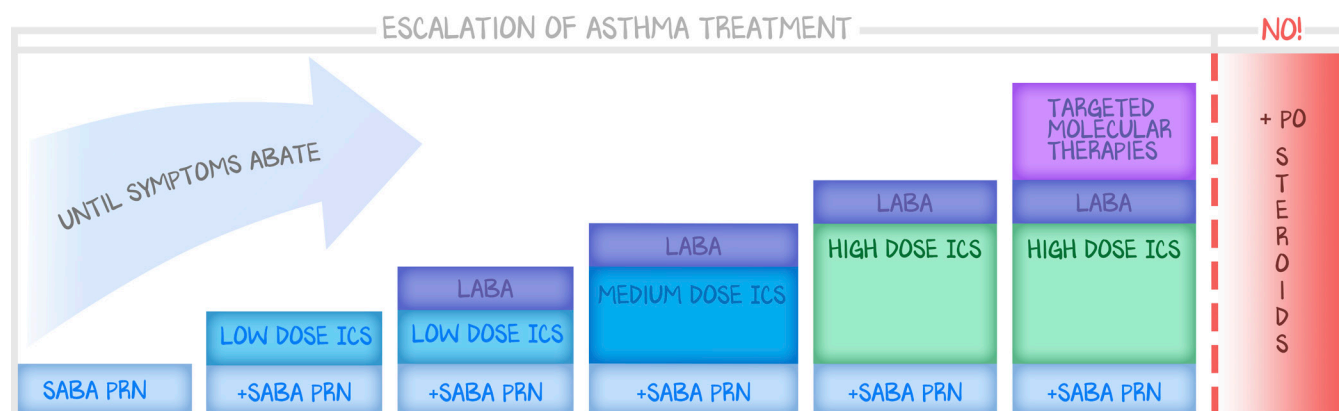 ESCALATION OF ASTHMA TREATMENT
NO!
UNTIL SYMPTOMS ABATE
SABA PRN
LOW DOSE ICS
+SABA PRN
LABA
LOW DOSE ICS
+SABA PRN
LABA
MEDIUM DOSE ICS
+SABA PRN
LABA
HIGH DOSE ICS
+SABA PRN
TARGETED
MOLECULAR
THERAPIES
LABA
HIGH DOSE ICS
+SABA PRN
+ PO
STEROIDS